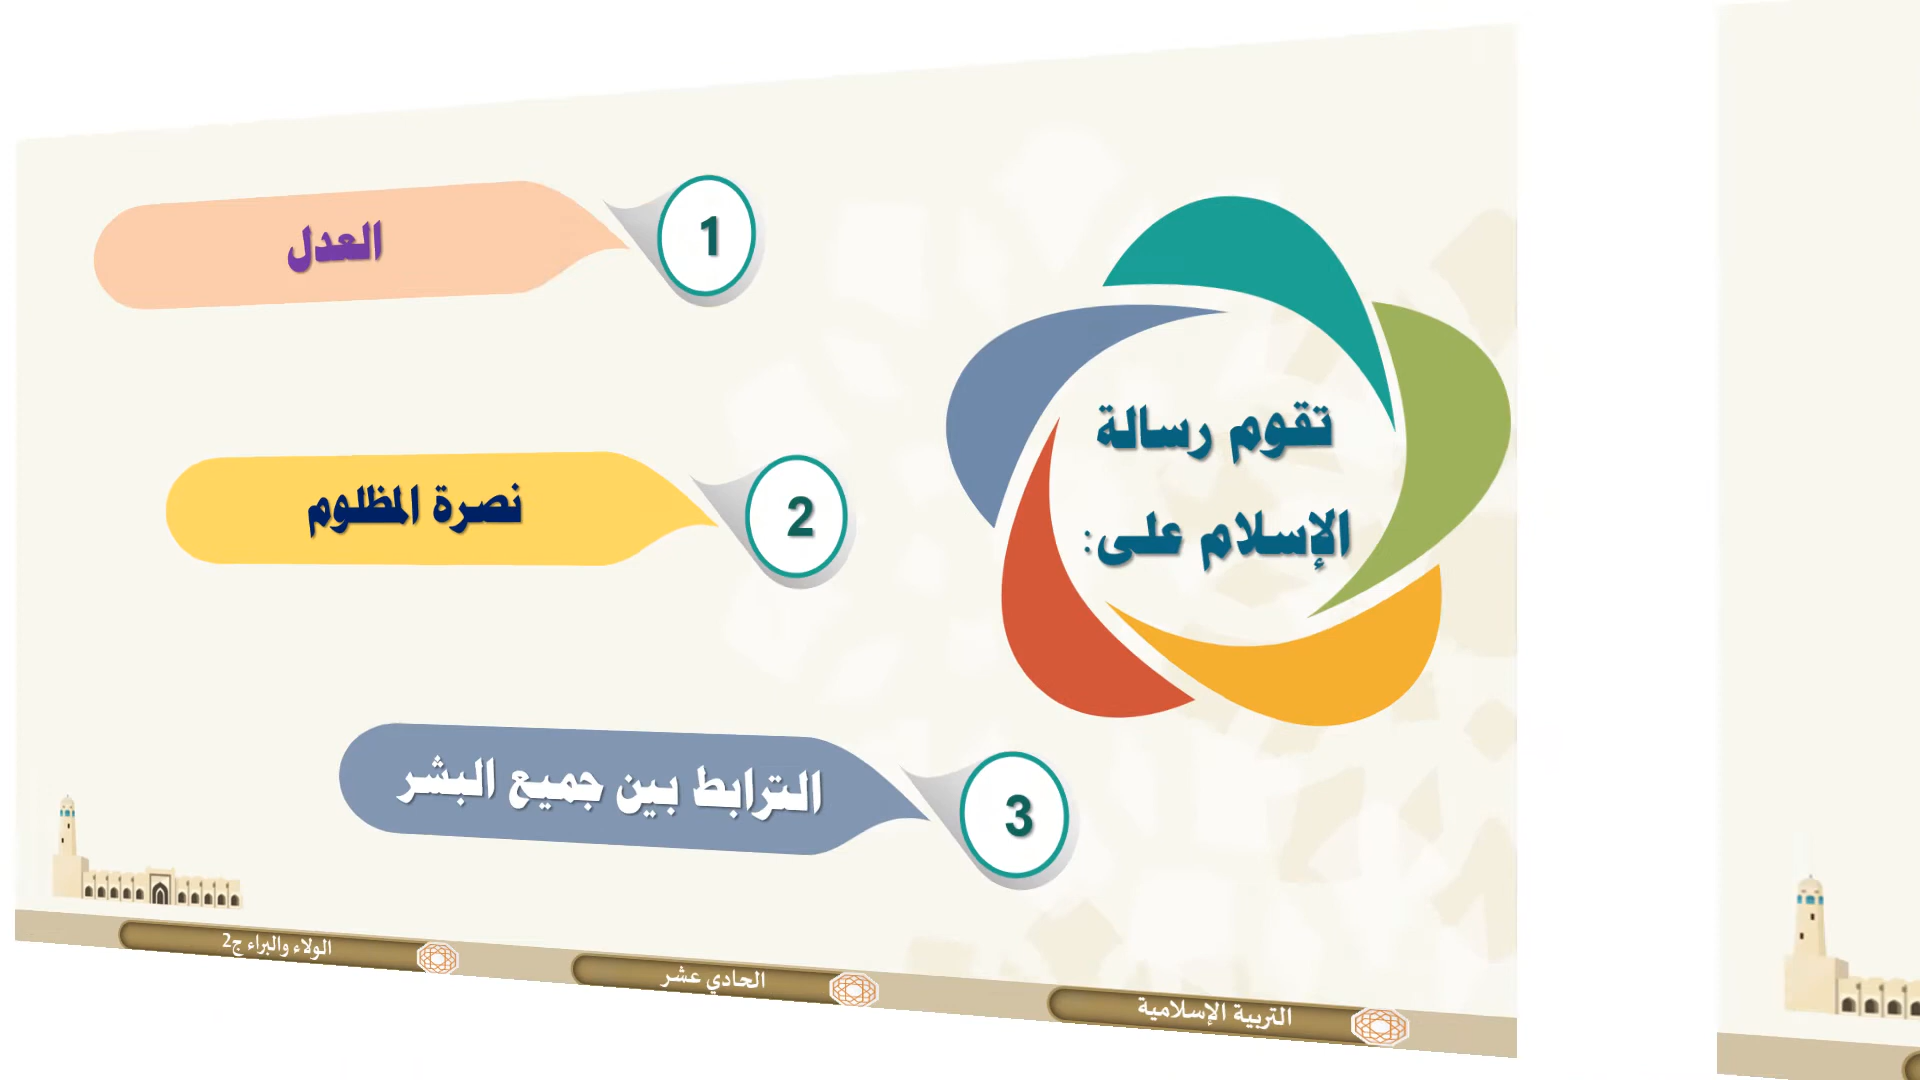 تقوم رسالة
الإسلام على:
1
العدل
2
نصرة المظلوم
3
الترابط بين جميع البشر
التربية الإسلامية
الحادي عشر
الولاء والبراء ج2